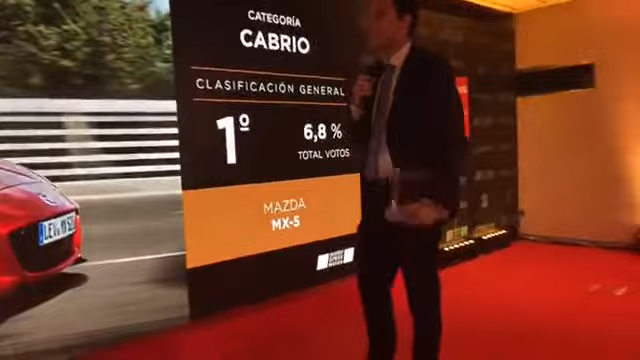 CATEGORÍA
CABRIO
CLASIFICACIÓN GENERAL
1º
6,8 %
TOTAL VOTOS
MAZDA
MX-5